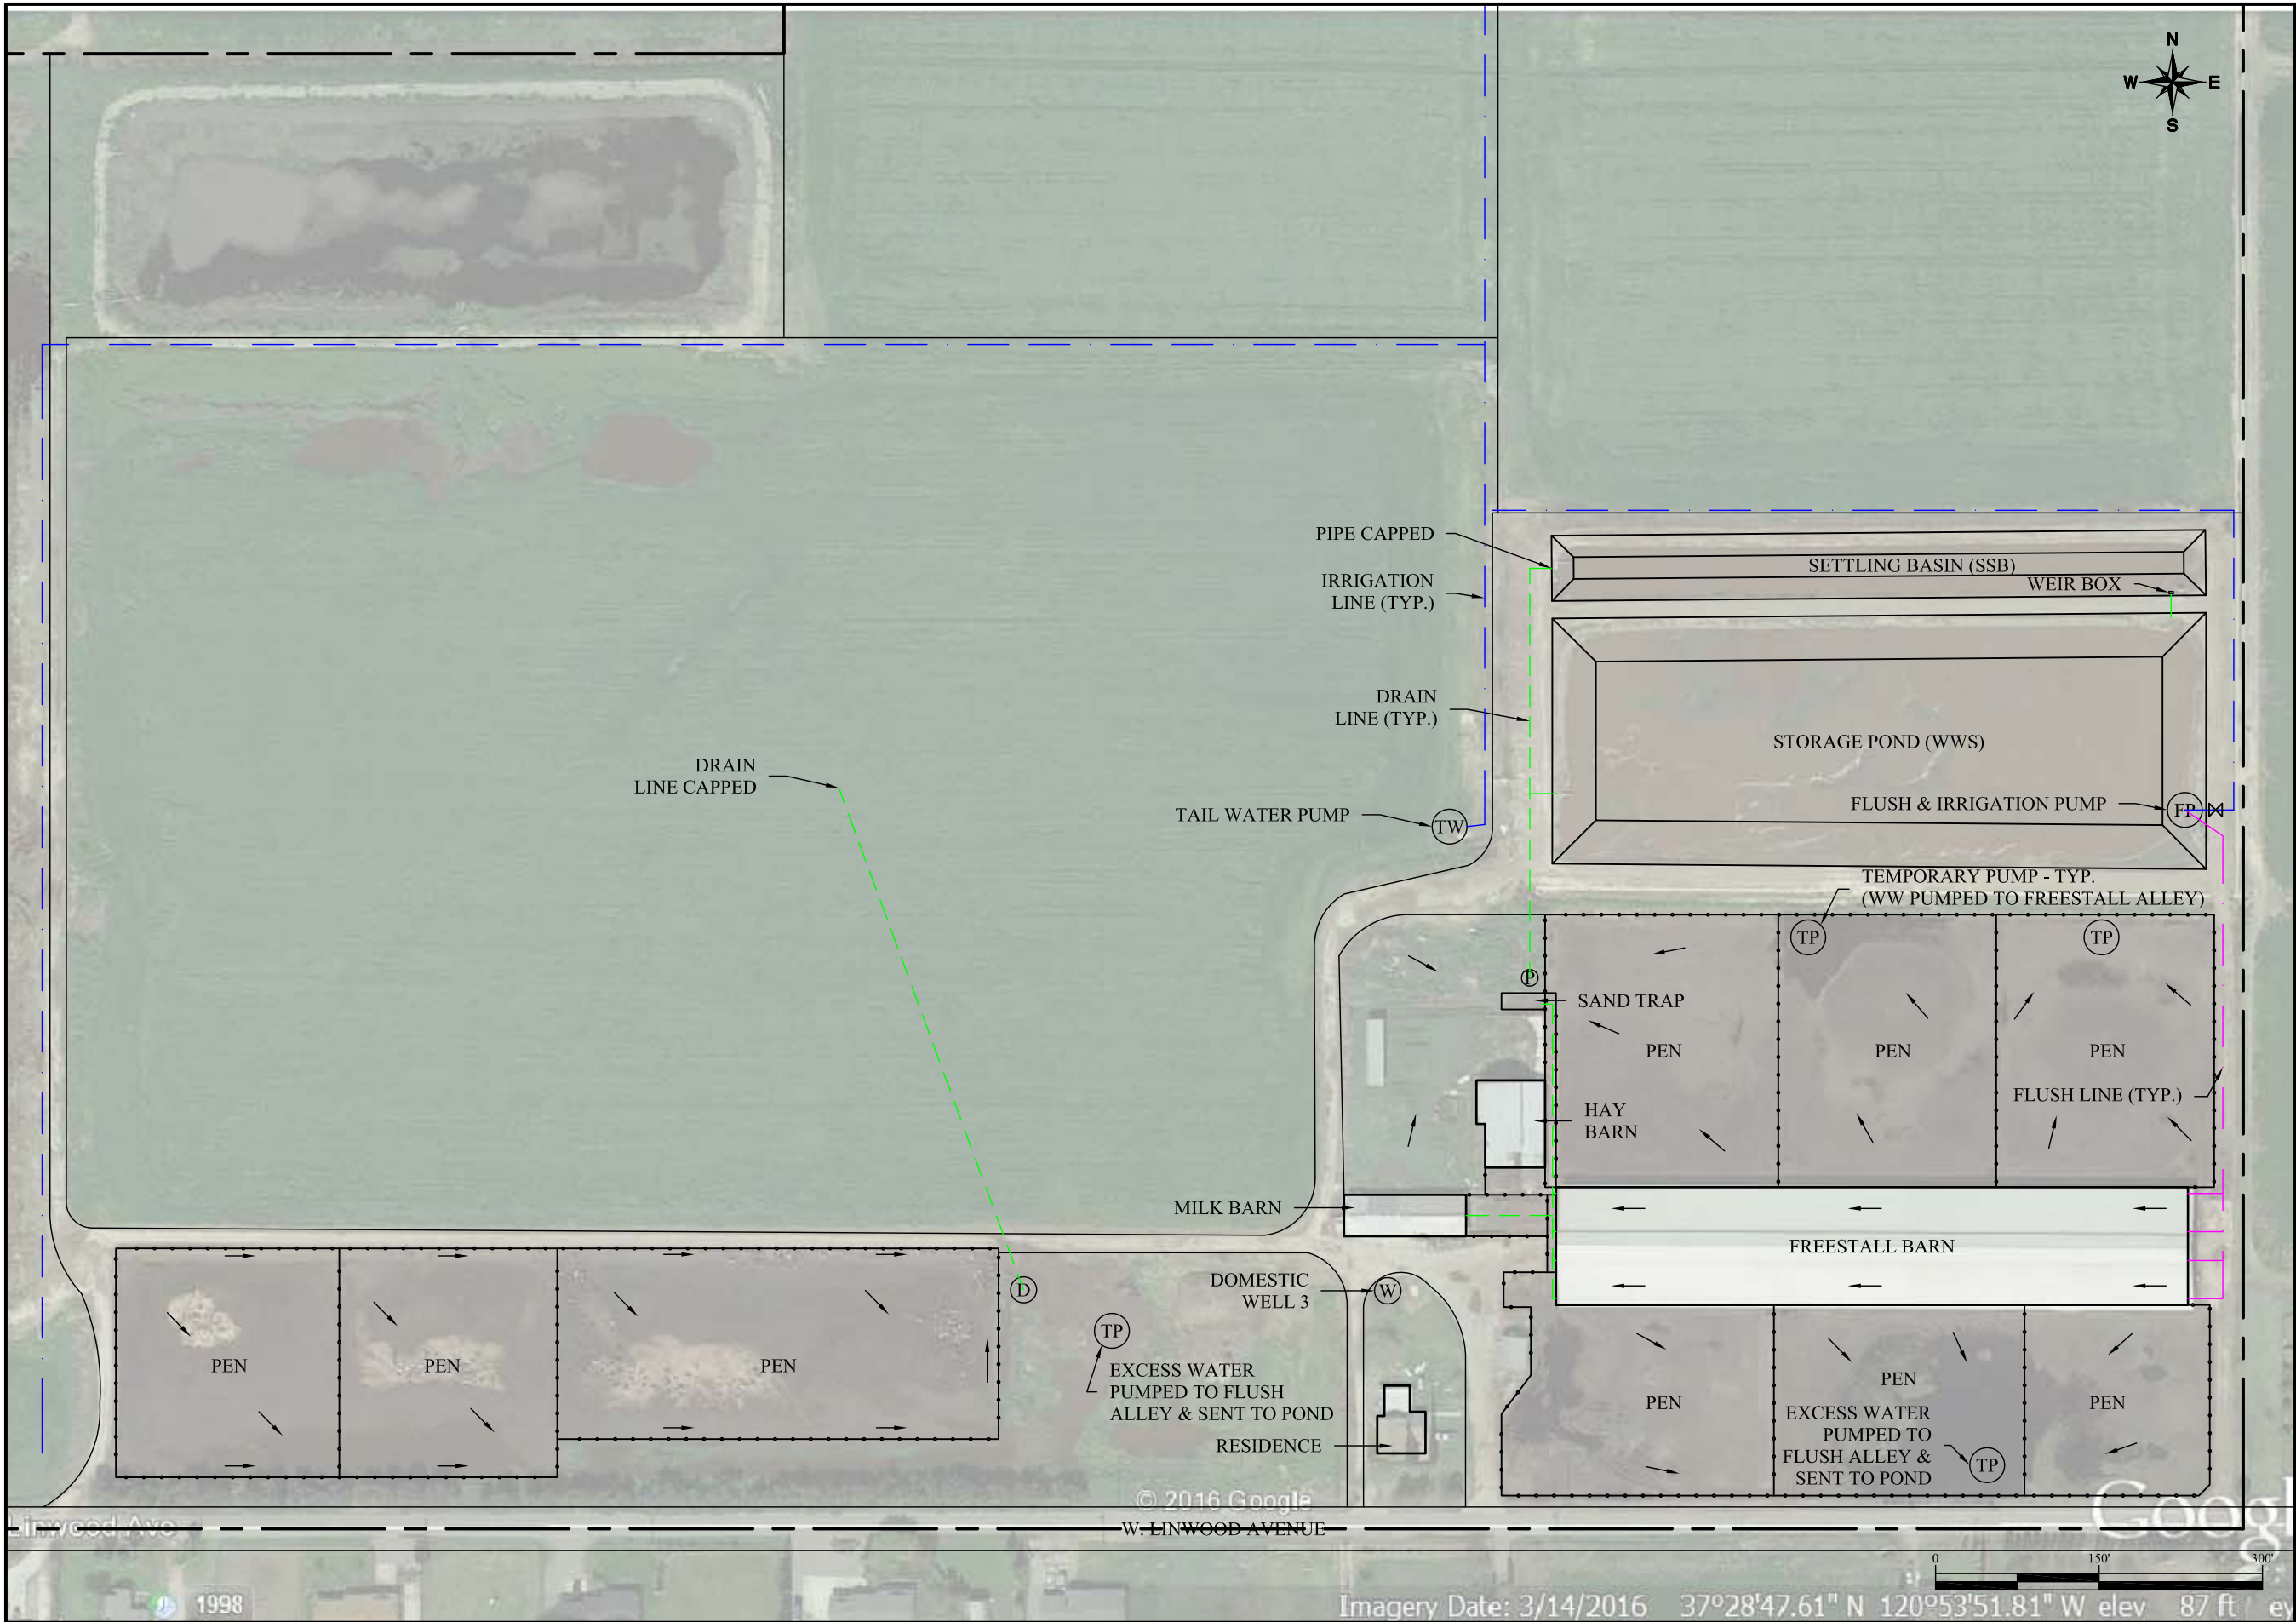 N
W
E
S
PIPE CAPPED
SETTLING BASIN (SSB)
WEIR BOX
IRRIGATION
LINE (TYP.)
DRAIN
LINE (TYP.)
STORAGE POND (WWS)
DRAIN
LINE CAPPED
FLUSH & IRRIGATION PUMP
FP
TAIL WATER PUMP
TW
TEMPORARY PUMP - TYP.
(WW PUMPED TO FREESTALL ALLEY)
TP
TP
P
SAND TRAP
PEN
PEN
PEN
FLUSH LINE (TYP.)
HAY
BARN
MILK BARN
FREESTALL BARN
D
DOMESTIC
WELL 3
W
TP
EXCESS WATER
PUMPED TO FLUSH
ALLEY & SENT TO POND
PEN
PEN
PEN
RESIDENCE
PEN
PEN
PEN
EXCESS WATER
PUMPED TO
FLUSH ALLEY &
SENT TO POND
TP
© 2016 Google
Linwood Ave
W. LINWOOD AVENUE
Googl
0 150' 300'
1998
Imagery Date: 3/14/2016 37°28'47.61" N 120°53'51.81" W elev 87 ft ey